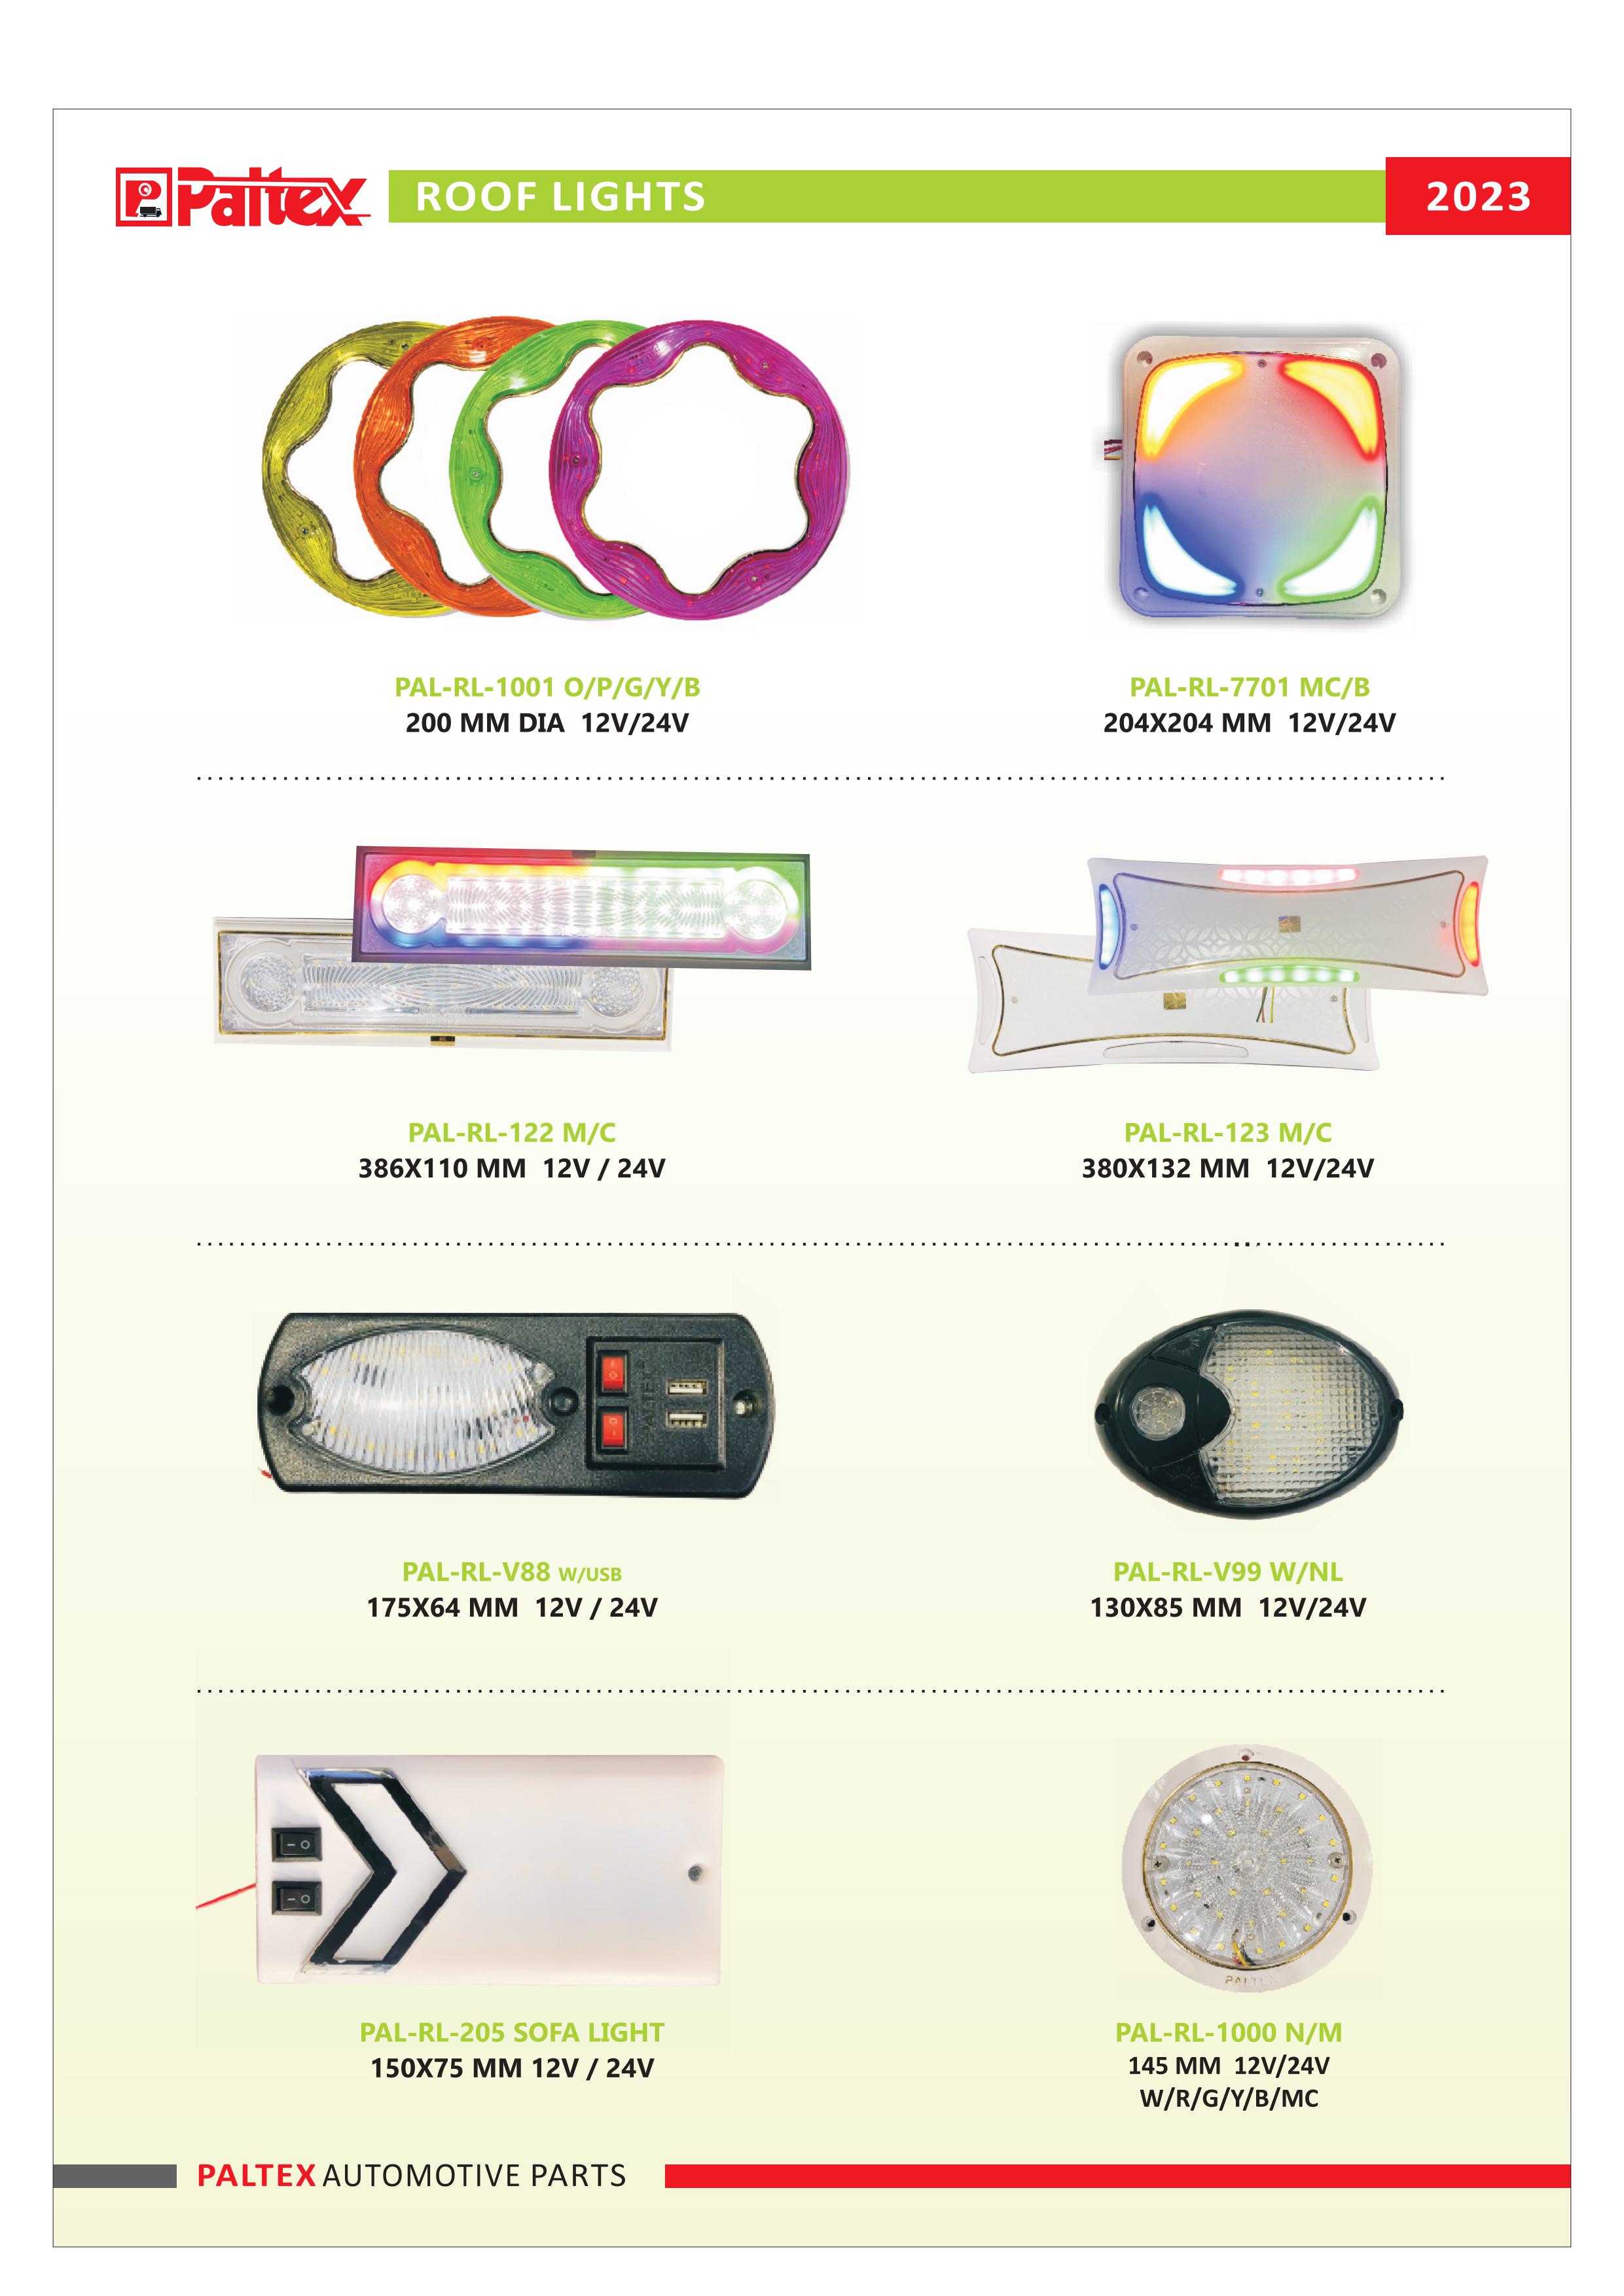 Paltex
ROOF LIGHTS
2023
PAL-RL-1001 O/P/G/Y/B
200 MM DIA 12V/24V
PAL-RL-7701 MC/B
204X204 MM 12V/24V
PAL-RL-122 M/C
386X110 MM 12V / 24V
PAL-RL-123 M/C
380X132 MM 12V/24V
PAL-RL-V88 W/USB
175X64 MM 12V / 24V
PAL-RL-V99 W/NL
130X85 MM 12V/24V
PAL-RL-205 SOFA LIGHT
150X75 MM 12V / 24V
PALTEX
PAL-RL-1000 N/M
145 MM 12V/24V
W/R/G/Y/B/MC
PALTEX AUTOMOTIVE PARTS